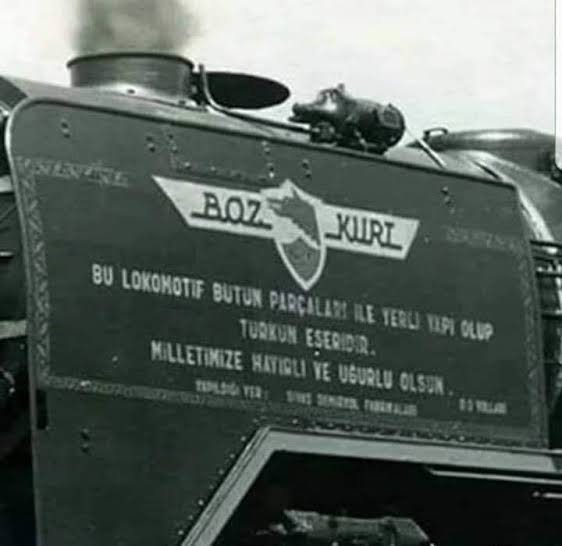 BOZ KURT
BU LOKOMOTİF BÜTÜN PARÇALARI İLE YERLİ YAPI OLUP
TÜRKÜN ESERİDİR.
MİLLETİMİZE HAYIRLI VE UĞURLU OLSUN.
YAPILDIĞI YER: SİVAS DEMİRYOL FABRİKALARI